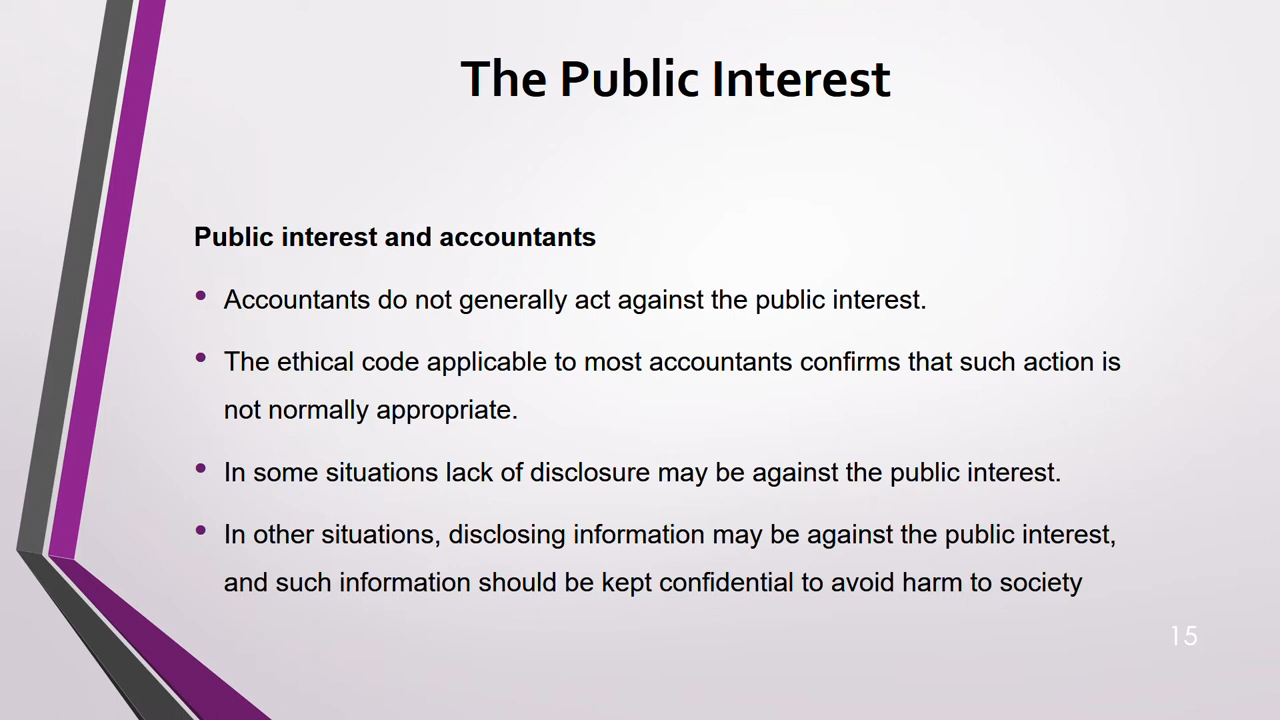 The Public Interest
Public interest and accountants
• Accountants do not generally act against the public interest.
• The ethical code applicable to most accountants confirms that such action is
not normally appropriate.
• In some situations lack of disclosure may be against the public interest.
• In other situations, disclosing information may be against the public interest,
and such information should be kept confidential to avoid harm to society
15